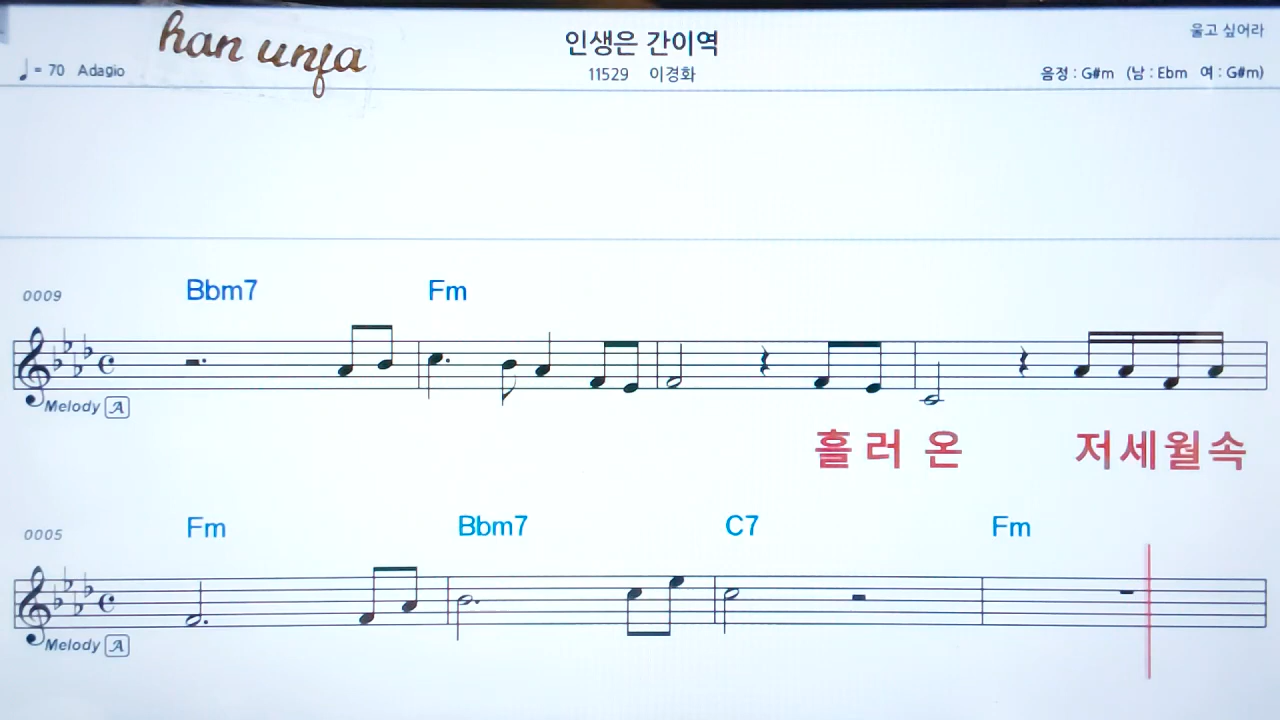 han unja
인생은 간이역
울고 싶어라
♩= 70 Adagio
11529 이경화
음정 : G#m (남 : Ebm 여 : G#m)
0009
Bbm7 Fm
Melody A
흘 러 온 저 세 월 속
0005
Fm Bbm7 C7 Fm
Melody A